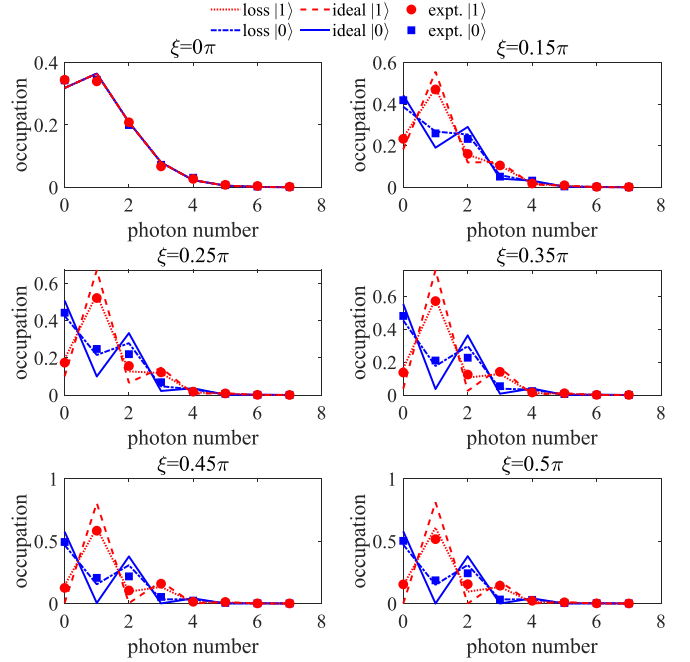 loss |1⟩ ideal |1⟩ expt. |1⟩
loss |0⟩ ideal |0⟩ expt. |0⟩
ξ=0π
ξ=0.15π
0.4
0.2
0
0.6
0.4
0.2
0
occupation
occupation
0 2 4 6 8
0 2 4 6 8
photon number
photon number
ξ=0.25π
ξ=0.35π
0.6
0.4
0.2
0
0.6
0.4
0.2
0
occupation
occupation
0 2 4 6 8
0 2 4 6 8
photon number
photon number
ξ=0.45π
ξ=0.5π
1
0.5
0
1
0.5
0
occupation
occupation
0 2 4 6 8
0 2 4 6 8
photon number
photon number